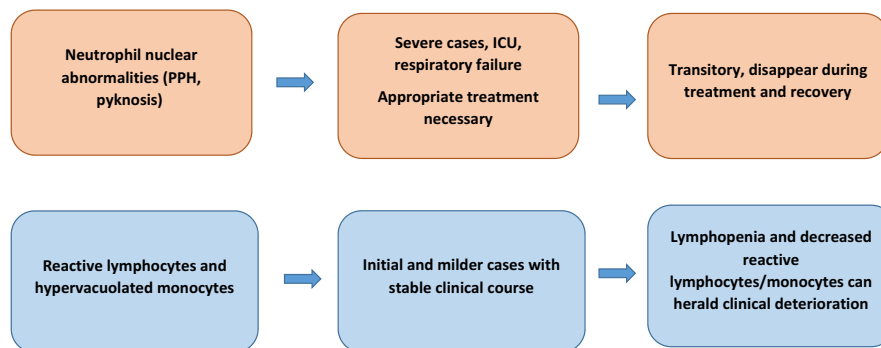 Neutrophil nuclear
abnormalities (PPH,
pyknosis)
Severe cases, ICU,
respiratory failure
Appropriate treatment
necessary
Transitory, disappear during
treatment and recovery
Reactive lymphocytes and
hypervacuolated monocytes
Initial and milder cases with
stable clinical course
Lymphopenia and decreased
reactive
lymphocytes/monocytes can
herald clinical deterioration